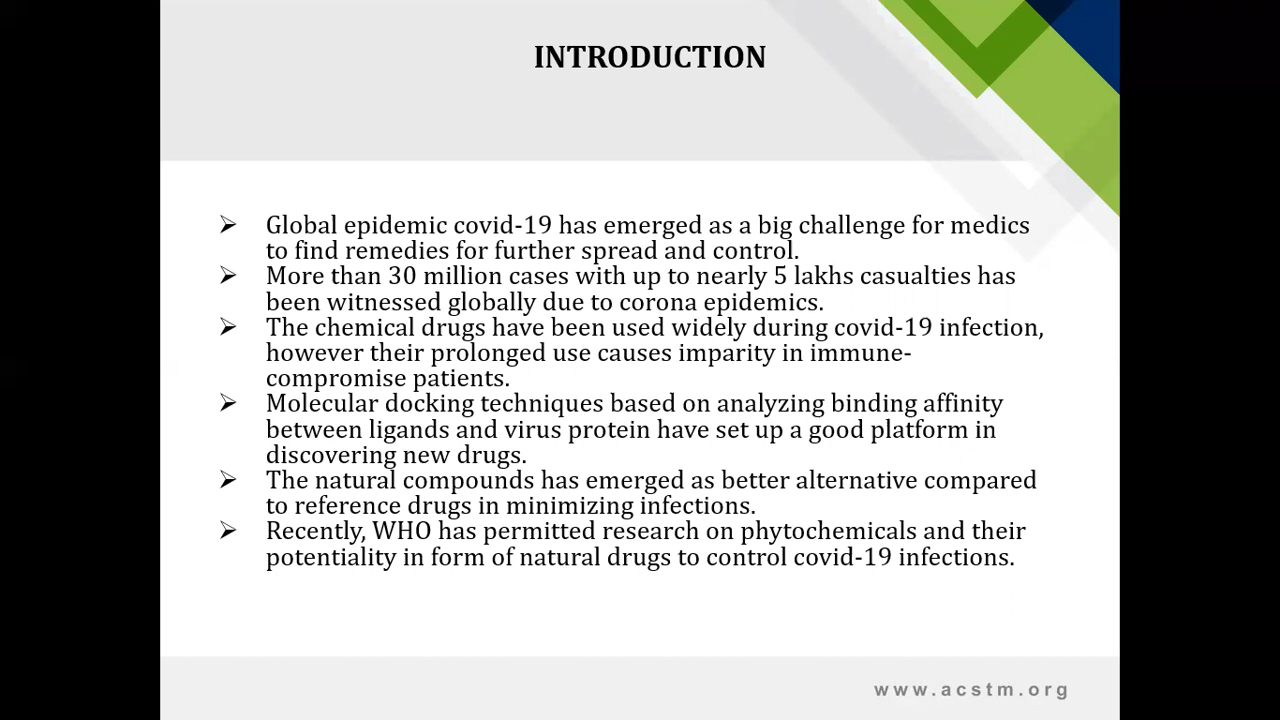 INTRODUCTION
➢ Global epidemic covid-19 has emerged as a big challenge for medics
to find remedies for further spread and control.
➢ More than 30 million cases with up to nearly 5 lakhs casualties has
been witnessed globally due to corona epidemics.
➢ The chemical drugs have been used widely during covid-19 infection,
however their prolonged use causes imparity in immune-
compromise patients.
➢ Molecular docking techniques based on analyzing binding affinity
between ligands and virus protein have set up a good platform in
discovering new drugs.
➢ The natural compounds has emerged as better alternative compared
to reference drugs in minimizing infections.
➢ Recently, WHO has permitted research on phytochemicals and their
potentiality in form of natural drugs to control covid-19 infections.
www.acstm.org